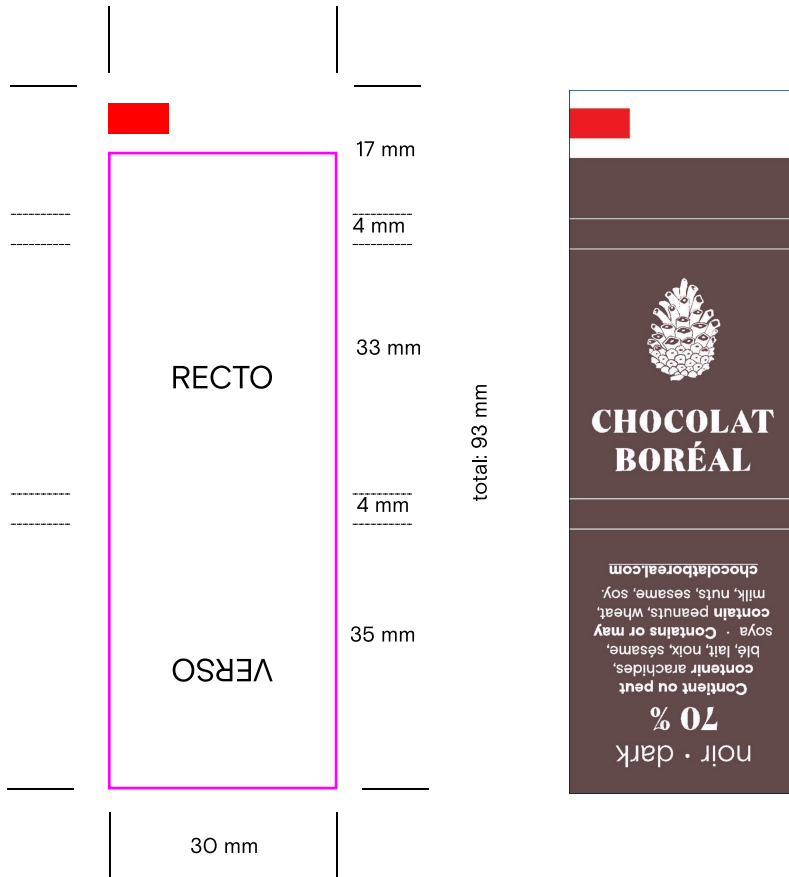 17 mm
4 mm
33 mm
RECTO
total: 93 mm
4 mm
35 mm
VERSO
30 mm
CHOCOLAT
BORÉAL
noir · dark
70 %
Contient ou peut
contenir arachides,
blé, lait, noix, sésame,
soya · Contains or may
contain peanuts, wheat,
milk, nuts, sesame, soy.
chocolatboreal.com